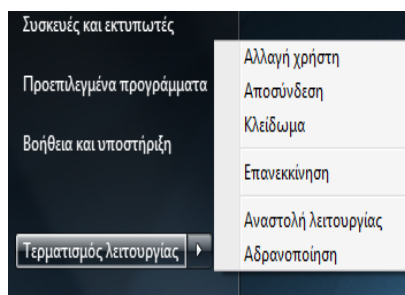 Συσκευές και εκτυπωτές
Προεπιλεγμένα προγράμματα
Βοήθεια και υποστήριξη
Τερματισμός λειτουργίας
Αλλαγή χρήστη
Αποσύνδεση
Κλείδωμα
Επανεκκίνηση
Αναστολή λειτουργίας
Αδρανοποίηση